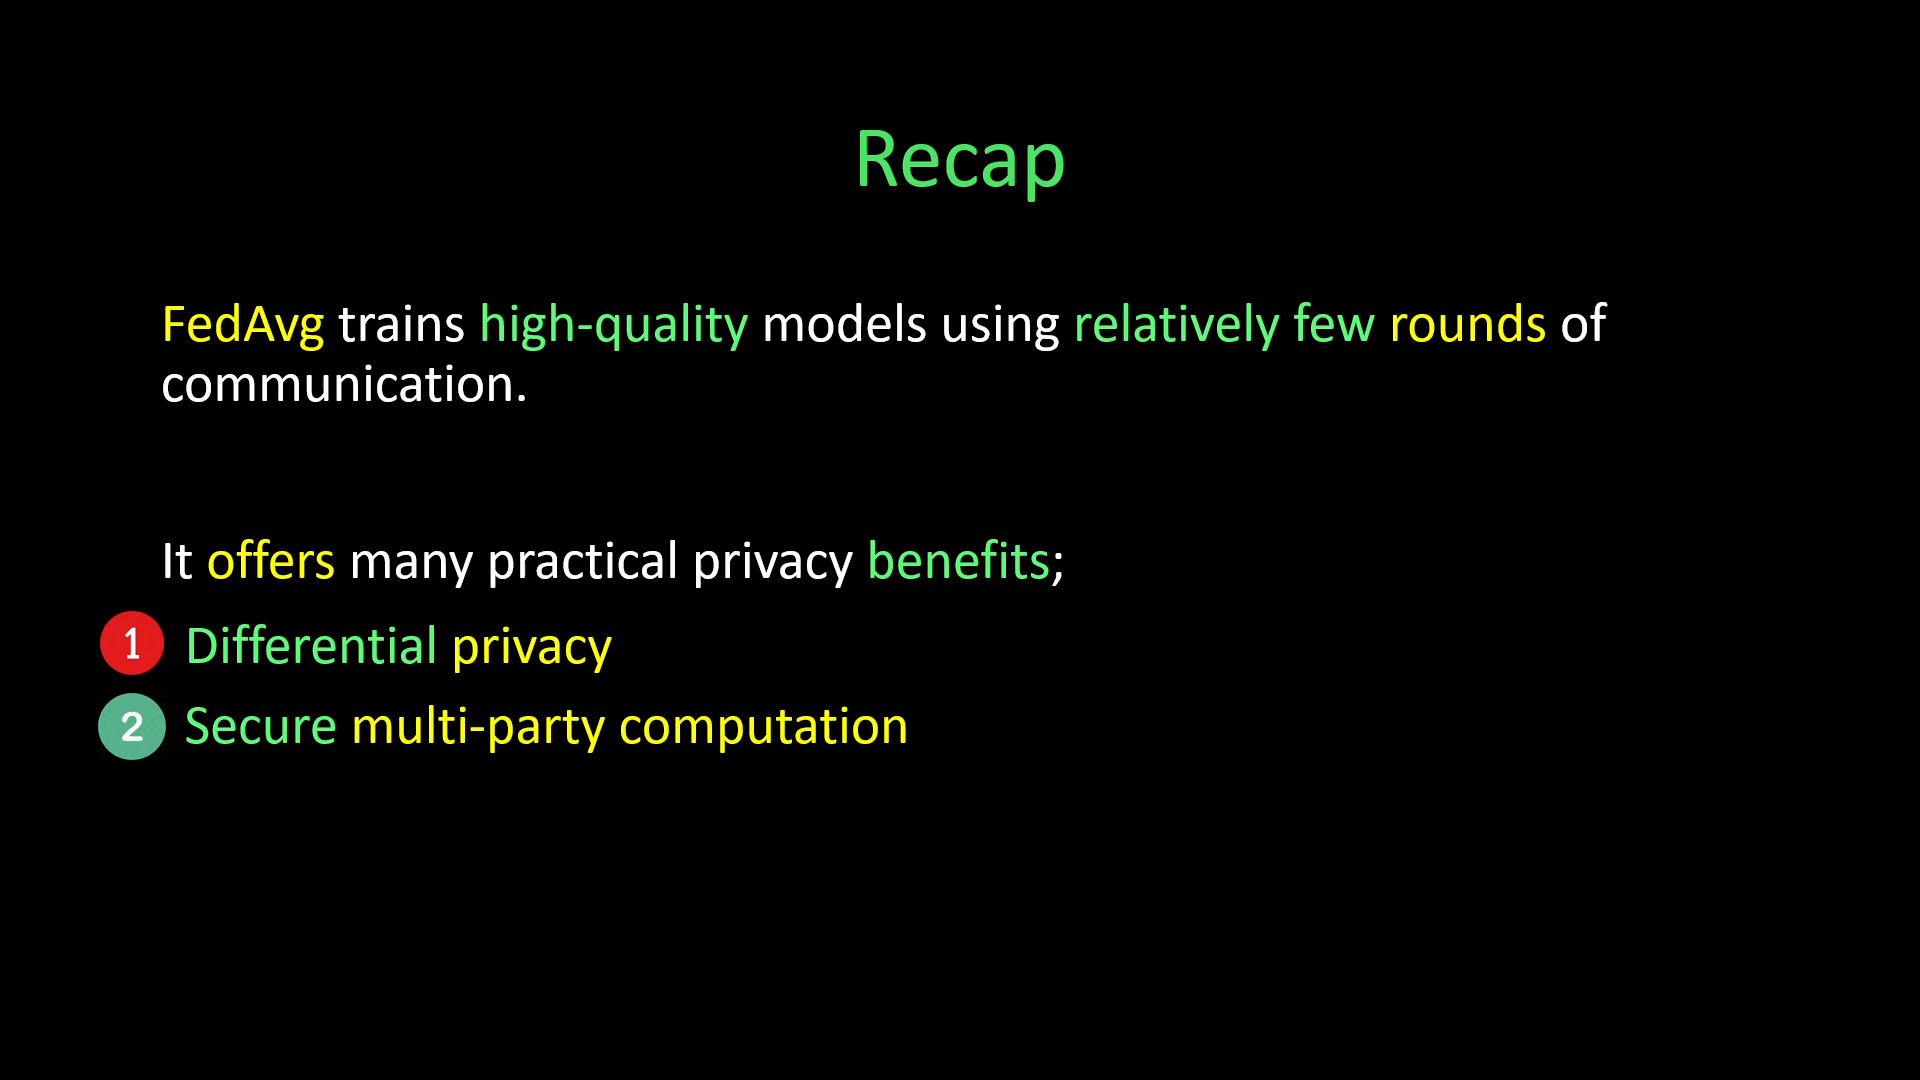 Recap
FedAvg trains high-quality models using relatively few rounds of
communication.
It offers many practical privacy benefits;
1 Differential privacy
2 Secure multi-party computation